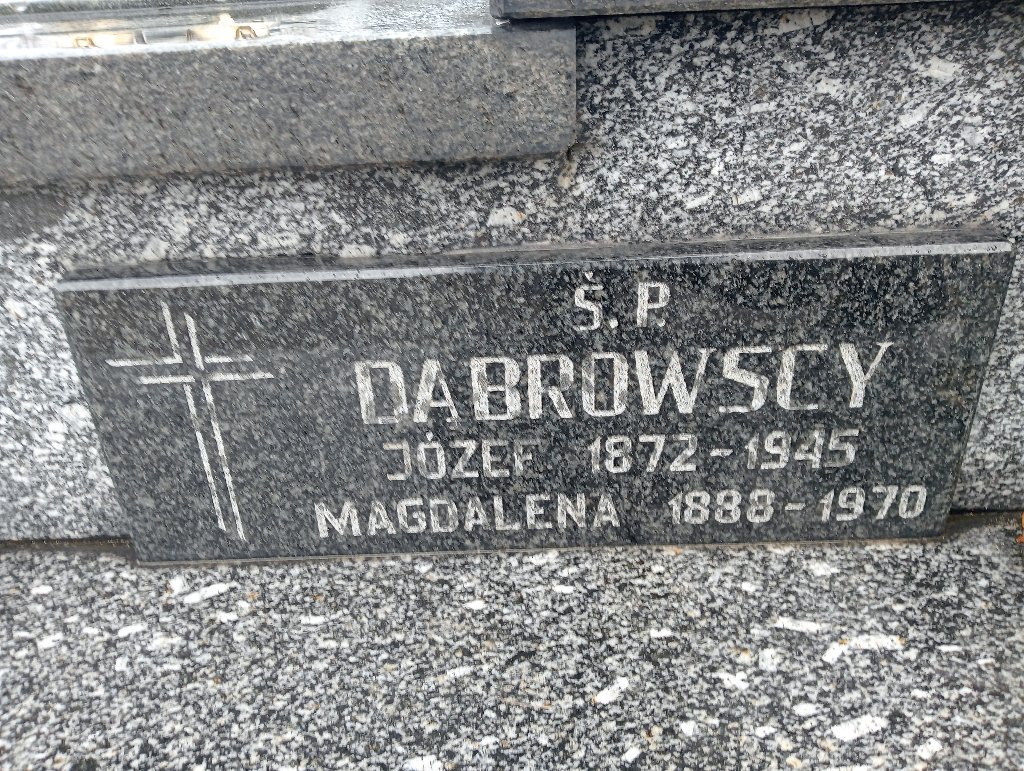 Ś. P.
DĄBROWSCY
JÓZEF 1872 - 1945
MAGDALENA 1888 - 1970